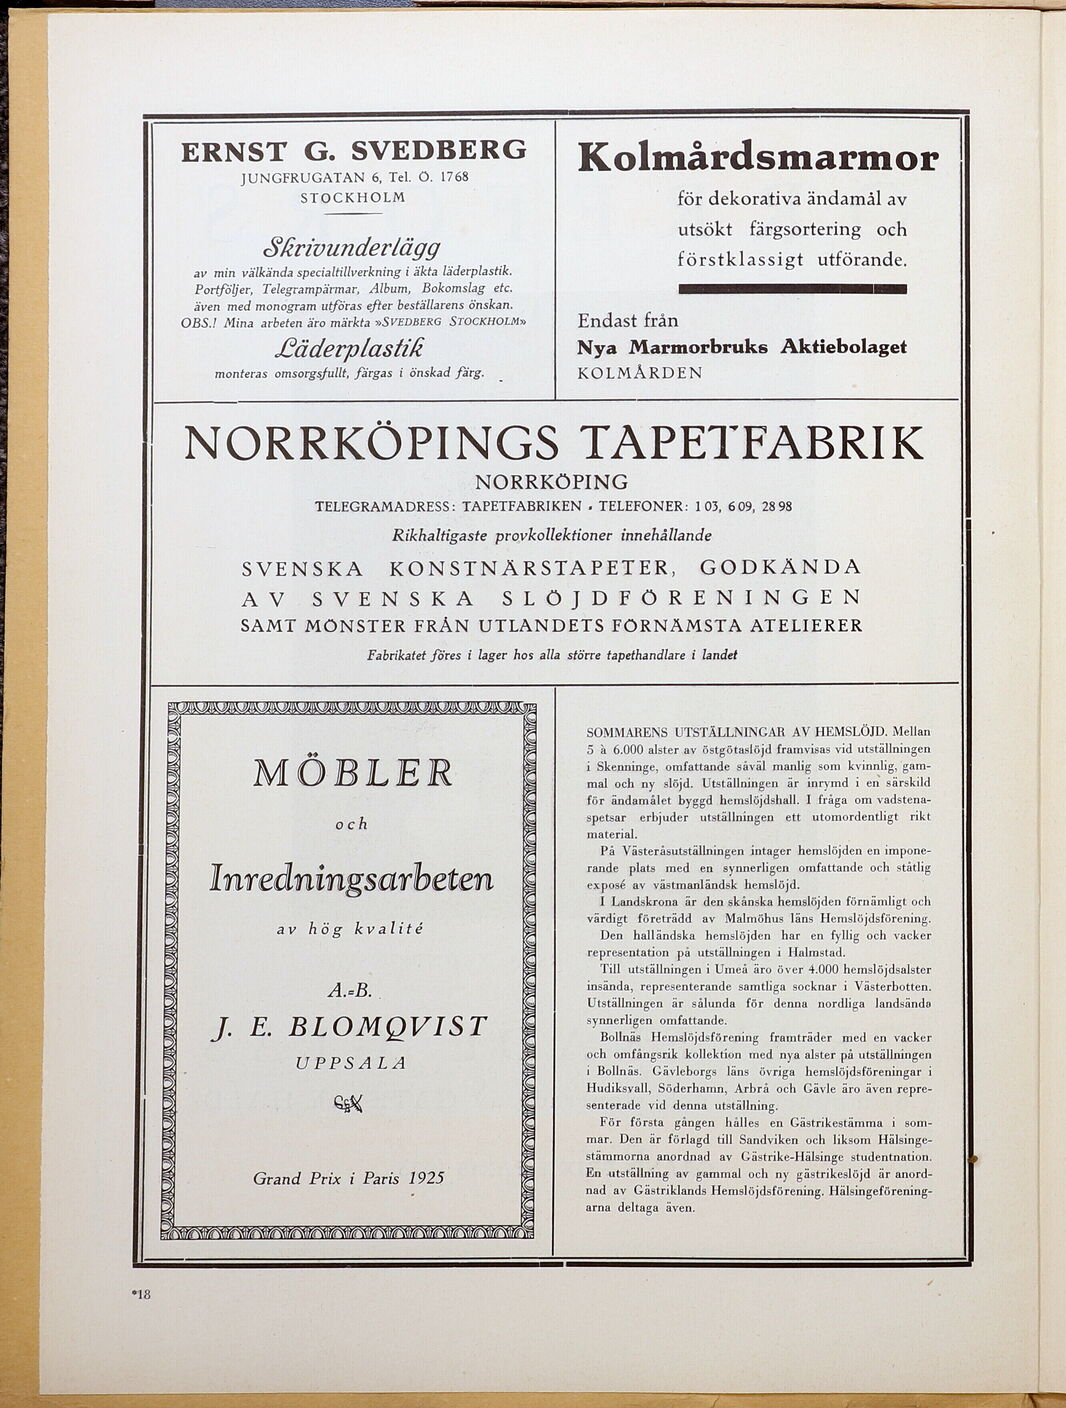 ERNST G. SVEDBERG
JUNGFRUGATAN 6, Tel. Ö. 1768
STOCKHOLM
Skrivunderlägg
av min välkända specialtillverkning i äkta läderplastik.
Portföljer, Telegrampärmar, Album, Bokomslag etc.
även med monogram utföras efter beställarens önskan.
OBS.! Mina arbeten äro märkta »SVEDBERG STOCKHOLM»
Läderplastik
monteras omsorgsfullt, färgas i önskad färg.
Kolmårdsmarmor
för dekorativa ändamål av
utsökt färgsortering och
förstklassigt utförande.
Endast från
Nya Marmorbruks Aktiebolaget
KOLMÅRDEN
NORRKÖPINGS TAPETFABRIK
NORRKÖPING
TELEGRAMADRESS: TAPETFABRIKEN • TELEFONER: 103, 609, 2898
Rikhaltigaste provkollektioner innehållande
SVENSKA KONSTNÄRSTAPETER, GODKÄNDA
AV SVENSKA SLÖJDFÖRENINGEN
SAMT MÖNSTER FRÅN UTLANDETS FÖRNÄMSTA ATELIERER
Fabrikatet föres i lager hos alla större tapethandlare i landet
MÖBLER
och
Inredningsarbeten
av hög kvalité
A.-B.
J. E. BLOMQVIST
UPPSALA
Grand Prix i Paris 1925
SOMMARENS UTSTÄLLNINGAR AV HEMSLÖJD. Mellan
5 à 6.000 alster av östgötaslöjd framvisas vid utställningen
i Skenninge, omfattande såväl manlig som kvinnlig, gam-
mal och ny slöjd. Utställningen är inrymd i en särskild
för ändamålet byggd hemslöjdshall. I fråga om vadstena-
spetsar erbjuder utställningen ett utomordentligt rikt
material.
På Västeråsutställningen intager hemslöjden en impone-
rande plats med en synnerligen omfattande och ståtlig
exposé av västmanländsk hemslöjd.
I Landskrona är den skånska hemslöjden förnämligt och
värdigt företrädd av Malmöhus läns Hemslöjdsförening.
Den halländska hemslöjden har en fyllig och vacker
representation på utställningen i Halmstad.
Till utställningen i Umeå äro över 4.000 hemslöjdsalster
insända, representerande samtliga socknar i Västerbotten.
Utställningen är sålunda för denna nordliga landsända
synnerligen omfattande.
Bollnäs Hemslöjdsförening framträder med en vacker
och omfångsrik kollektion med nya alster på utställningen
i Bollnäs. Gävleborgs läns övriga hemslöjdsföreningar i
Hudiksvall, Söderhamn, Arbrå och Gävle äro även repre-
senterade vid denna utställning.
För första gången hålles en Gästrikestämma i som-
mar. Den är förlagd till Sandviken och liksom Hälsinge-
stämmorna anordnad av Gästrike-Hälsinge studentnation.
En utställning av gammal och ny gästrikeslöjd är anord-
nad av Gästriklands Hemslöjdsförening. Hälsingeförening-
arna deltaga även.
*18